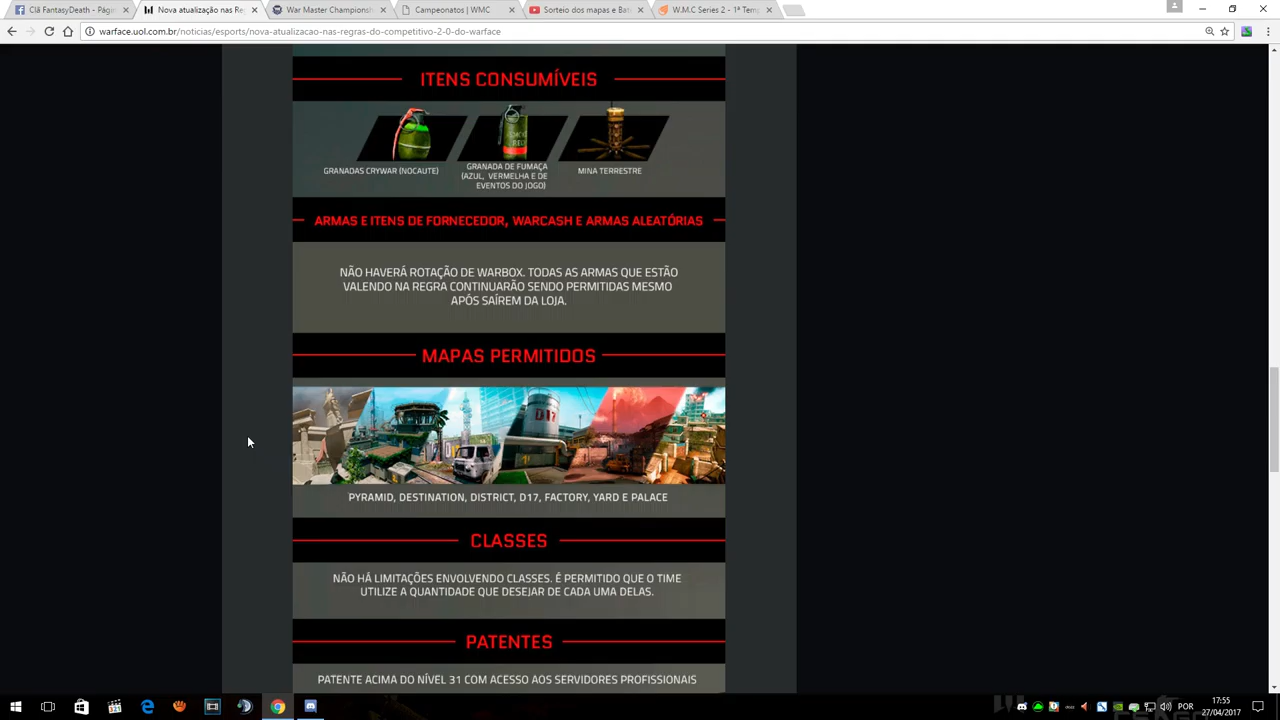 Clã FantasyDeath - Págin
Nova atualização nas Reg
War Master Championshi
Campeonatos | WMC
Sorteio dos mapas e Bat
W.M.C Series 2 - 1ª Temp
warface.uol.com.br/noticias/esports/nova-atualizacao-nas-regras-do-competitivo-2-0-do-warface
ITENS CONSUMÍVEIS
GRANADAS CRYWAR (NOCAUTE)
GRANADA DE FUMAÇA
(AZUL, VERMELHA E DE
EVENTOS DO JOGO)
MINA TERRESTRE
ARMAS E ITENS DE FORNECEDOR, WARCASH E ARMAS ALEATÓRIAS
NÃO HAVERÁ ROTAÇÃO DE WARBOX. TODAS AS ARMAS QUE ESTÃO
VALENDO NA REGRA CONTINUARÃO SENDO PERMITIDAS MESMO
APÓS SAÍREM DA LOJA.
MAPAS PERMITIDOS
D17
PYRAMID, DESTINATION, DISTRICT, D17, FACTORY, YARD E PALACE
CLASSES
NÃO HÁ LIMITAÇÕES ENVOLVENDO CLASSES. É PERMITIDO QUE O TIME
UTILIZE A QUANTIDADE QUE DESEJAR DE CADA UMA DELAS.
PATENTES
PATENTE ACIMA DO NÍVEL 31 COM ACESSO AOS SERVIDORES PROFISSIONAIS
POR
17:55
27/04/2017